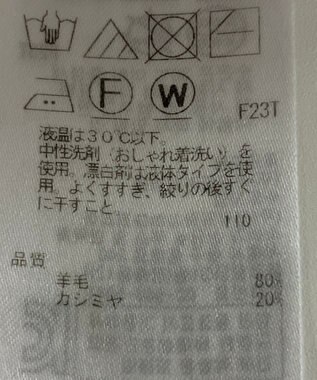 F W
F23T
液温は30℃以下。
中性洗剤（おしゃれ着洗い）を
使用。漂白剤は液体タイプを使
用。よくすすぎ、絞りの後すぐ
に干すこと。
110
品質
羊毛 80%
カシミヤ 20%